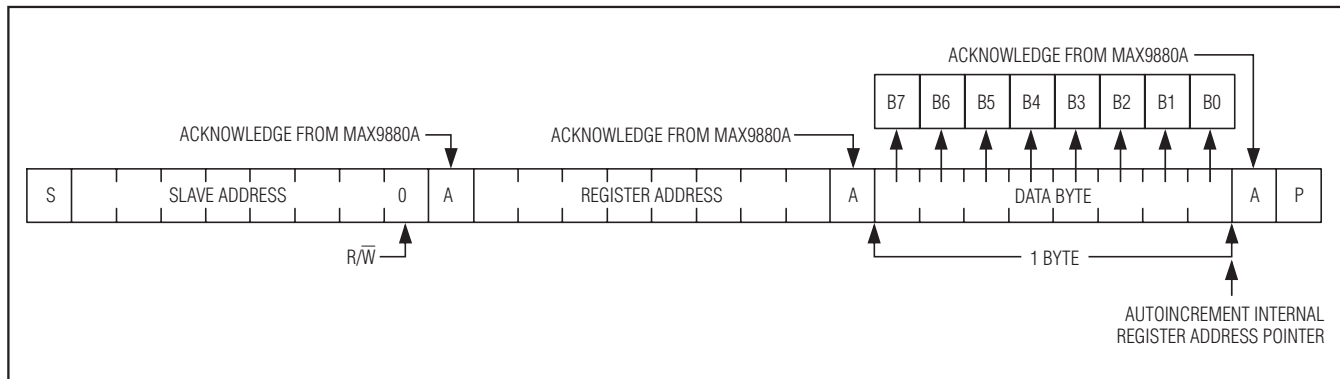 ACKNOWLEDGE FROM MAX9880A
B7 B6 B5 B4 B3 B2 B1 B0
ACKNOWLEDGE FROM MAX9880A
ACKNOWLEDGE FROM MAX9880A
S SLAVE ADDRESS 0 A REGISTER ADDRESS A DATA BYTE A P
R/W̅
1 BYTE
AUTOINCREMENT INTERNAL
REGISTER ADDRESS POINTER